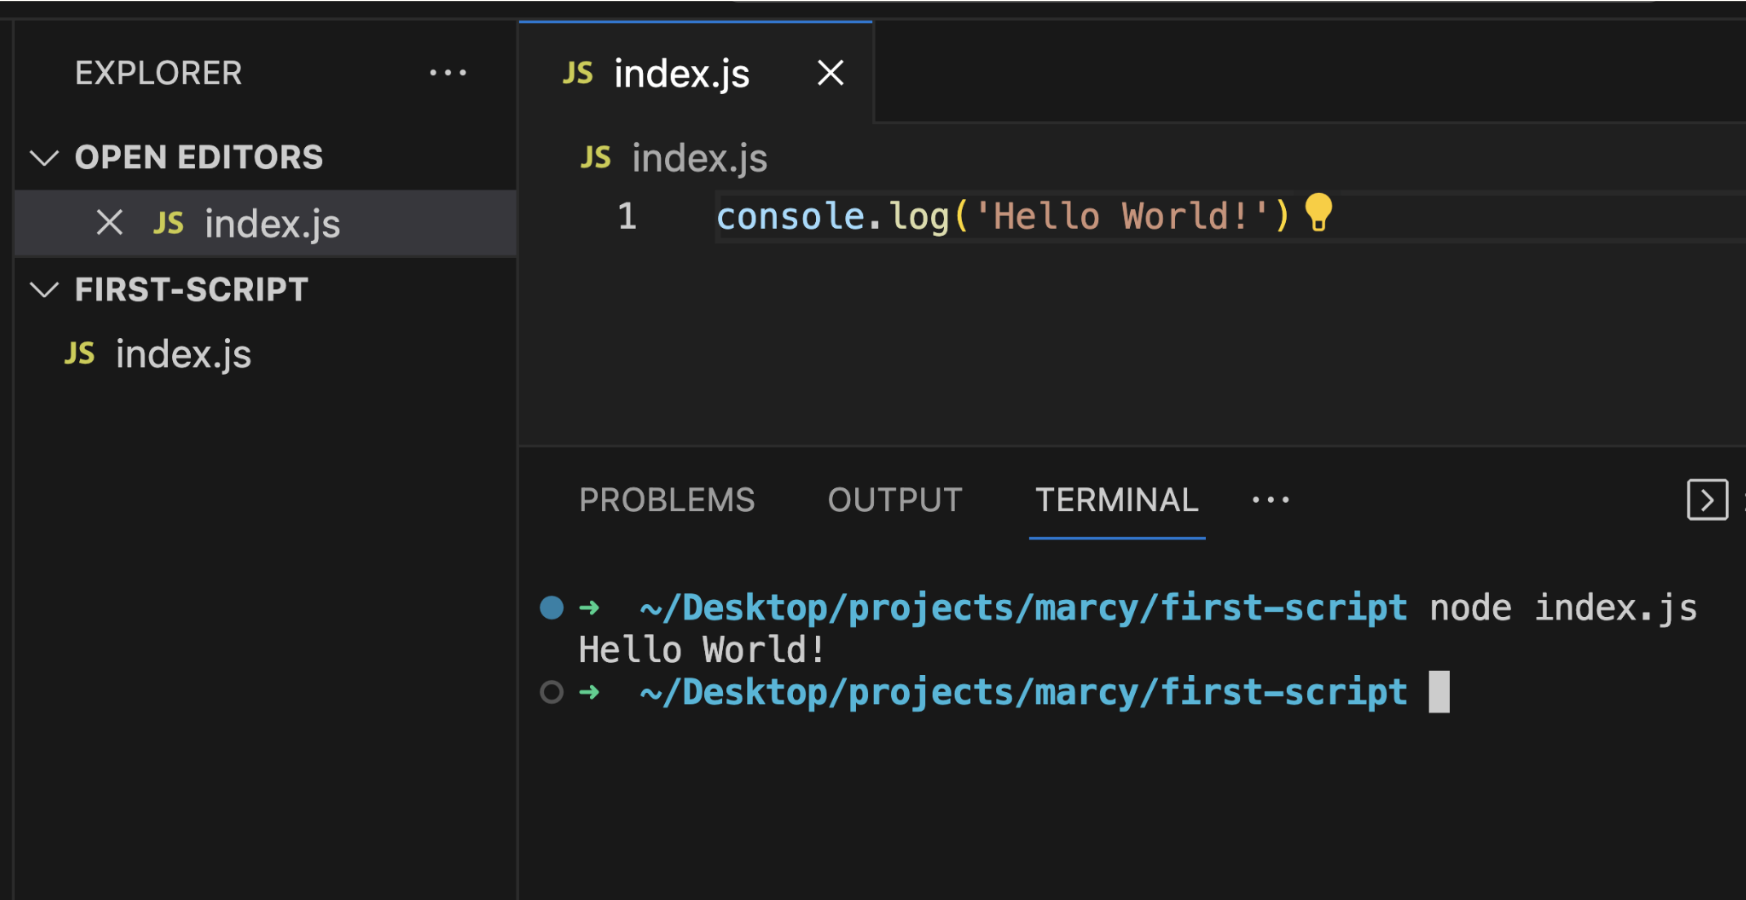 EXPLORER ···
OPEN EDITORS
JS index.js
FIRST-SCRIPT
JS index.js
JS index.js
JS index.js
1 console.log('Hello World!')
PROBLEMS OUTPUT TERMINAL ···
➜ ~/Desktop/projects/marcy/first-script node index.js
Hello World!
➜ ~/Desktop/projects/marcy/first-script